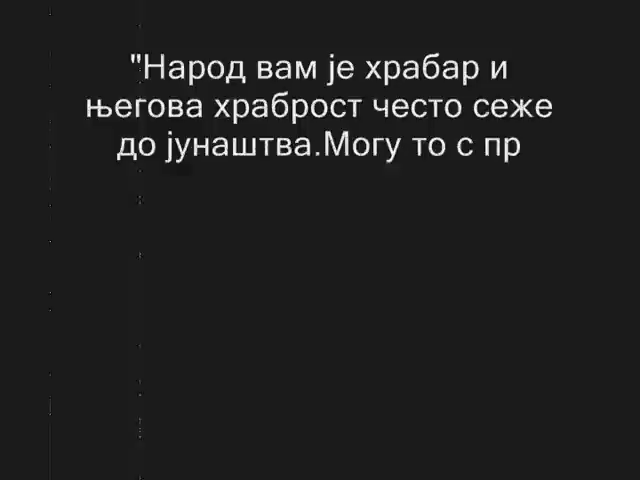 "Народ вам је храбар и
његова храброст често сеже
до јунаштва.Могу то с пр